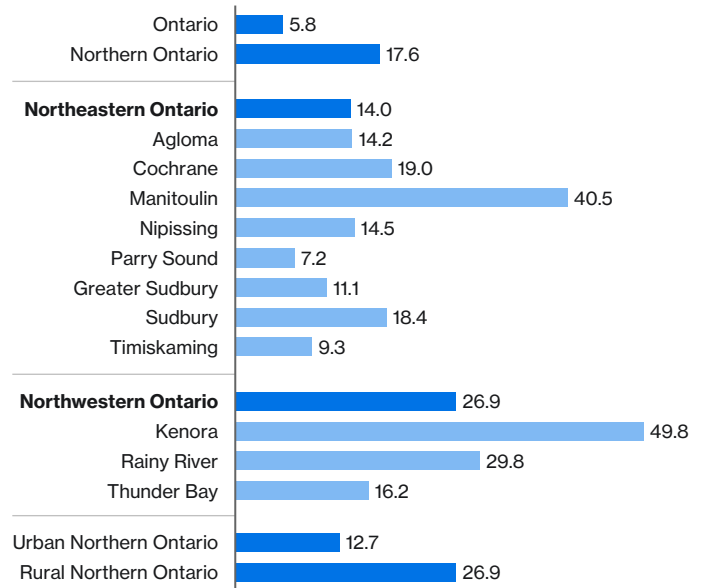 Ontario 5.8
Northern Ontario 17.6
Northeastern Ontario 14.0
Agloma 14.2
Cochrane 19.0
Manitoulin 40.5
Nipissing 14.5
Parry Sound 7.2
Greater Sudbury 11.1
Sudbury 18.4
Timiskaming 9.3
Northwestern Ontario 26.9
Kenora 49.8
Rainy River 29.8
Thunder Bay 16.2
Urban Northern Ontario 12.7
Rural Northern Ontario 26.9